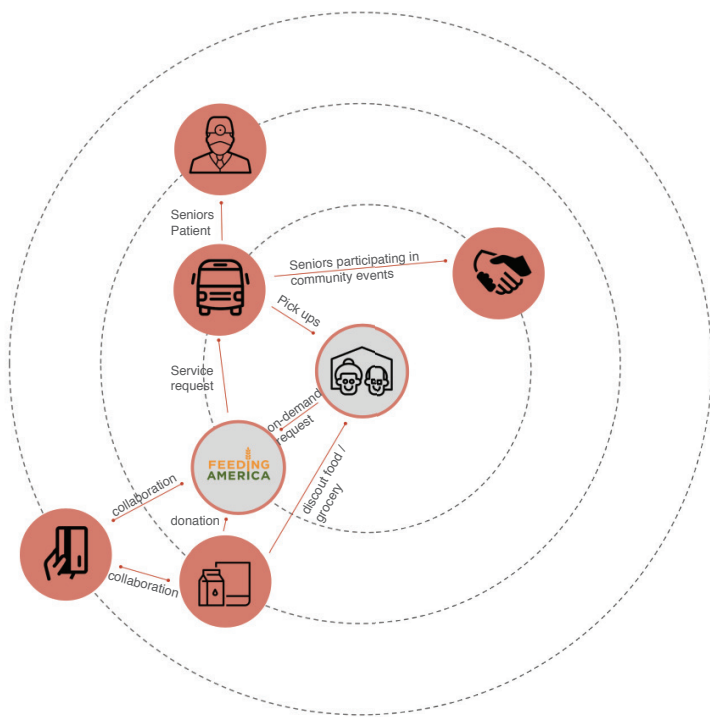 Seniors
Patient
Seniors participating in
community events
Pick ups
Service
request
on-demand
request
FEEDING
AMERICA
discout food /
grocery
collaboration
donation
collaboration